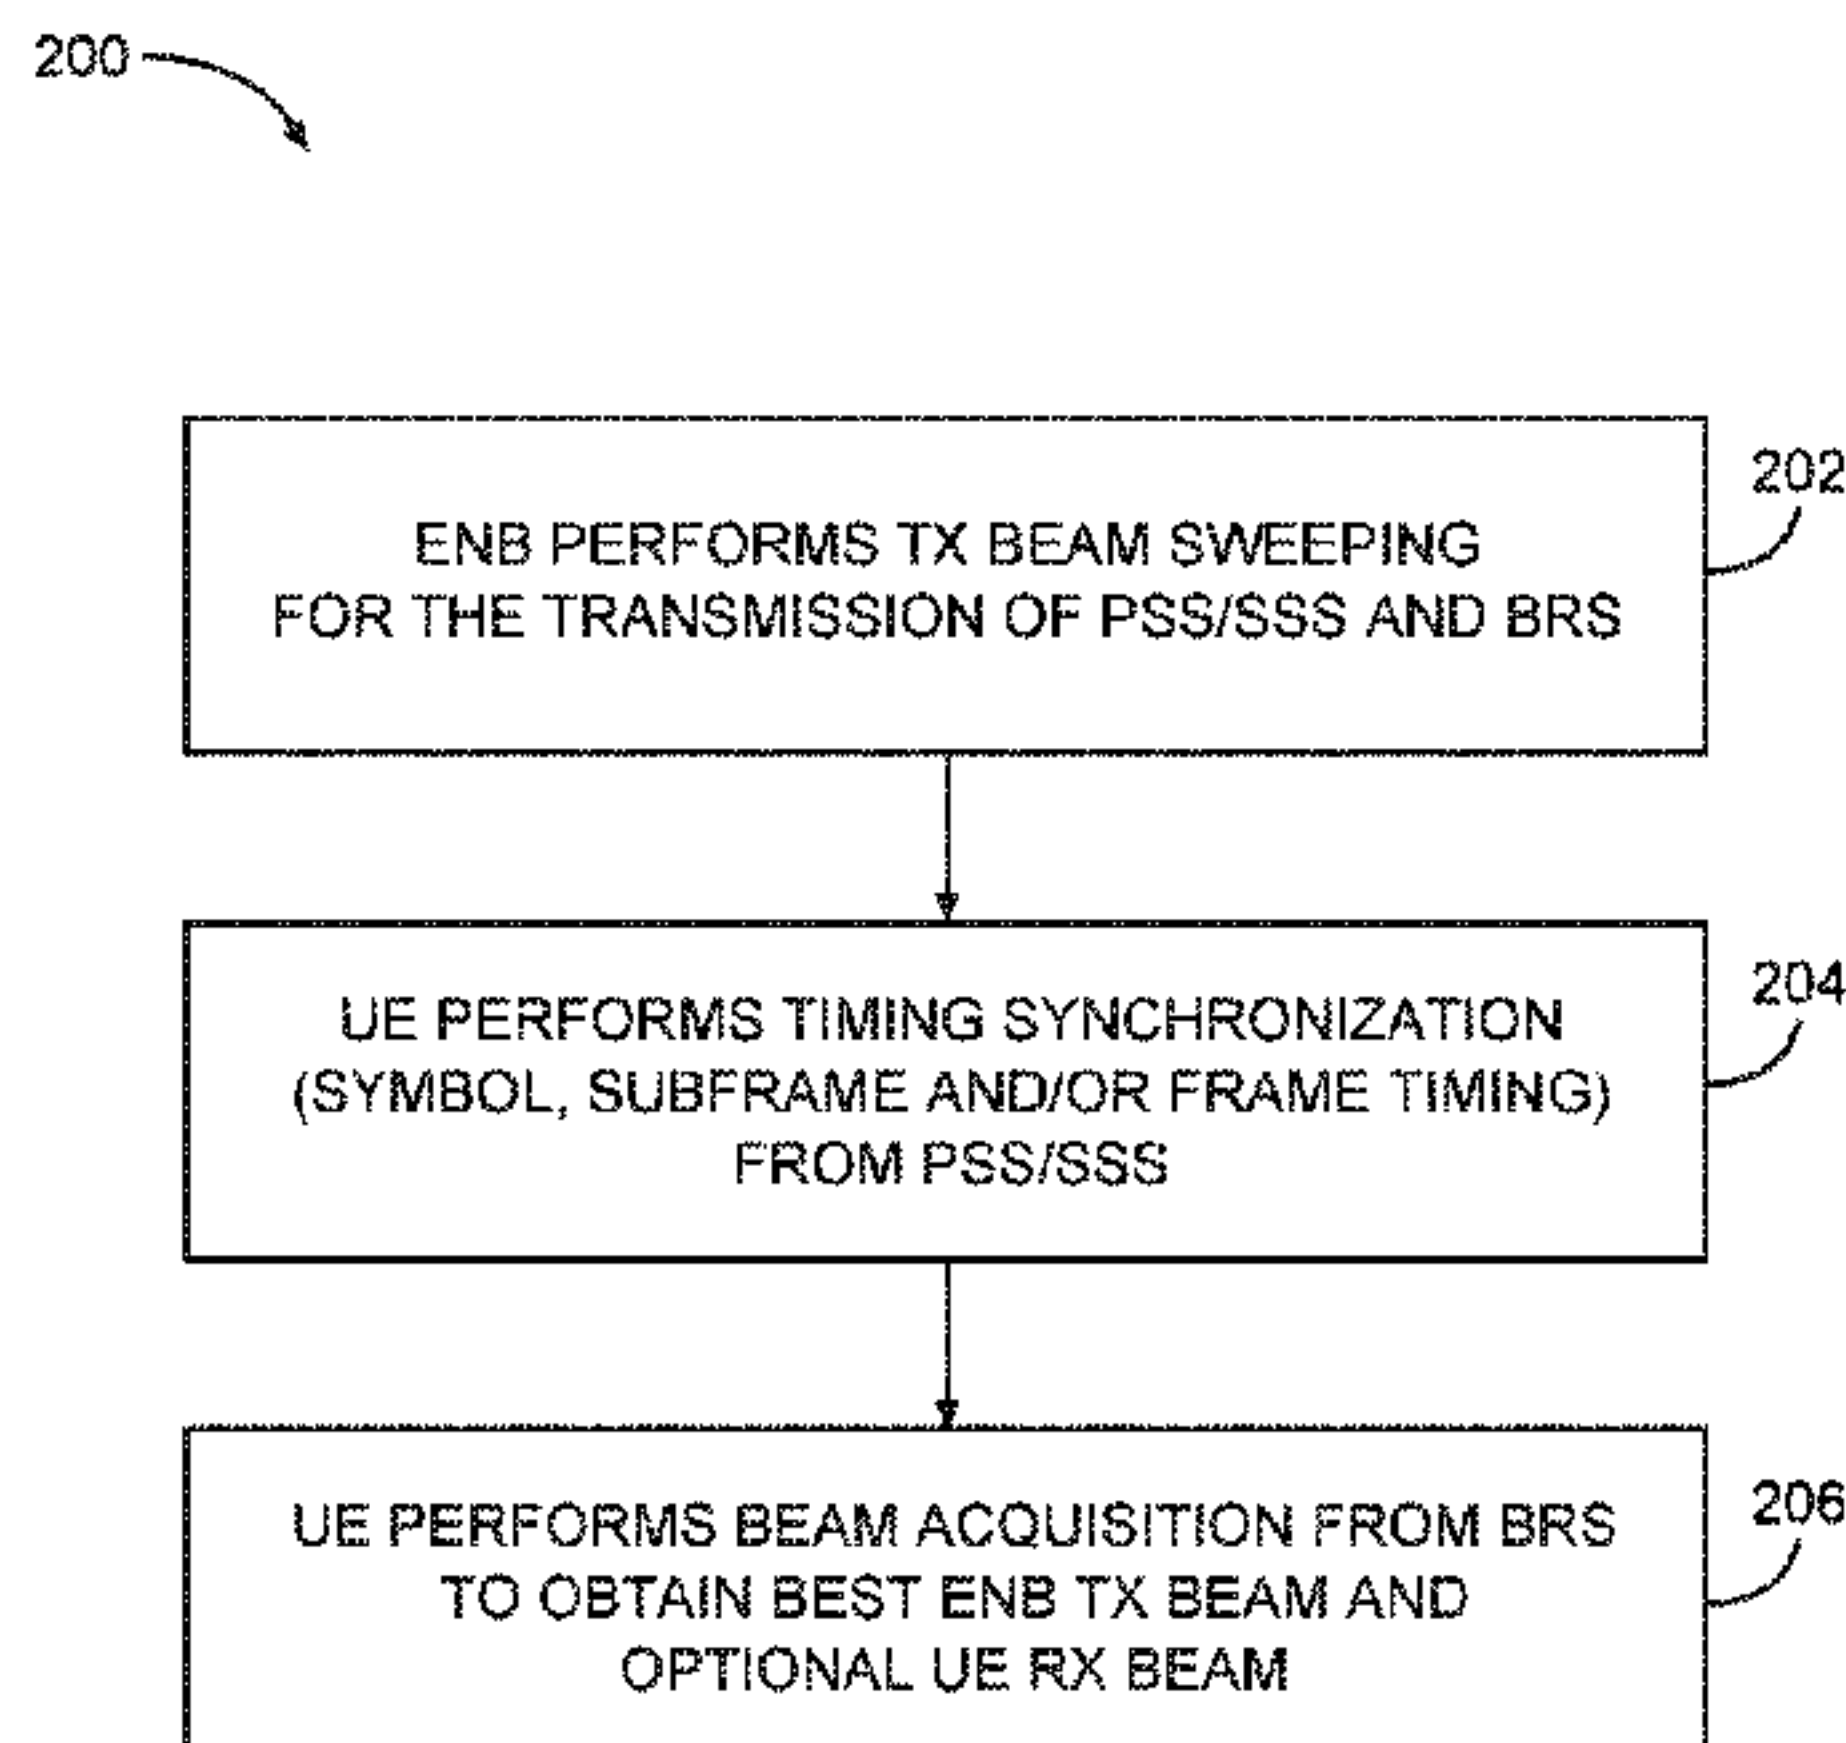 200
202
ENB PERFORMS TX BEAM SWEEPING
FOR THE TRANSMISSION OF PSS/SSS AND BRS
204
UE PERFORMS TIMING SYNCHRONIZATION
(SYMBOL, SUBFRAME AND/OR FRAME TIMING)
FROM PSS/SSS
206
UE PERFORMS BEAM ACQUISITION FROM BRS
TO OBTAIN BEST ENB TX BEAM AND
OPTIONAL UE RX BEAM